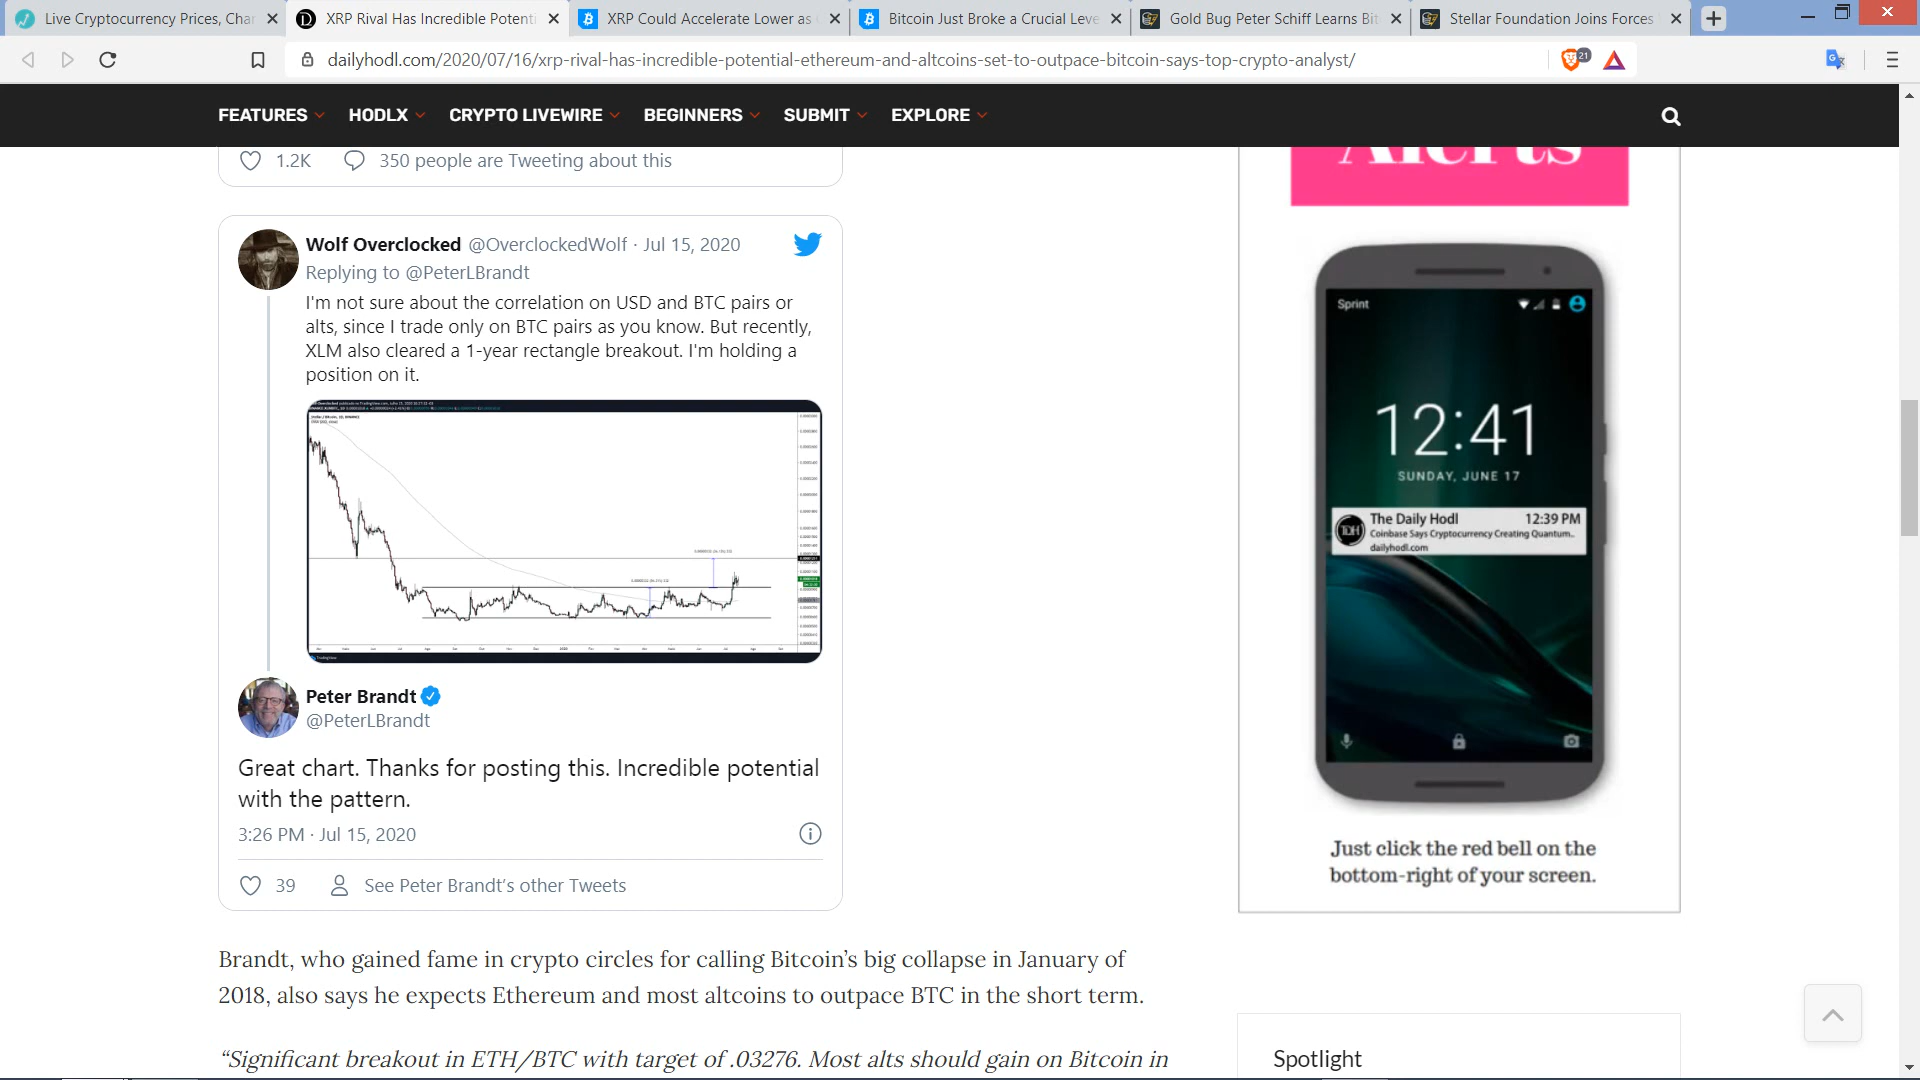 Live Cryptocurrency Prices, Char
XRP Rival Has Incredible Potenti
XRP Could Accelerate Lower as
Bitcoin Just Broke a Crucial Leve
Gold Bug Peter Schiff Learns Bit
Stellar Foundation Joins Forces
dailyhodl.com/2020/07/16/xrp-rival-has-incredible-potential-ethereum-and-altcoins-set-to-outpace-bitcoin-says-top-crypto-analyst/
21
FEATURES HODLX CRYPTO LIVEWIRE BEGINNERS SUBMIT EXPLORE
1.2K 350 people are Tweeting about this
Alerts
Wolf Overclocked @OverclockedWolf · Jul 15, 2020
Replying to @PeterLBrandt
I'm not sure about the correlation on USD and BTC pairs or
alts, since I trade only on BTC pairs as you know. But recently,
XLM also cleared a 1-year rectangle breakout. I'm holding a
position on it.
Peter Brandt
@PeterLBrandt
Great chart. Thanks for posting this. Incredible potential
with the pattern.
3:26 PM · Jul 15, 2020
39 See Peter Brandt's other Tweets
Sprint
12:41
SUNDAY, JUNE 17
TDH
The Daily Hodl 12:39 PM
Coinbase Says Cryptocurrency Creating Quantum..
dailyhodl.com
Just click the red bell on the
bottom-right of your screen.
Brandt, who gained fame in crypto circles for calling Bitcoin’s big collapse in January of
2018, also says he expects Ethereum and most altcoins to outpace BTC in the short term.
“Significant breakout in ETH/BTC with target of .03276. Most alts should gain on Bitcoin in
Spotlight